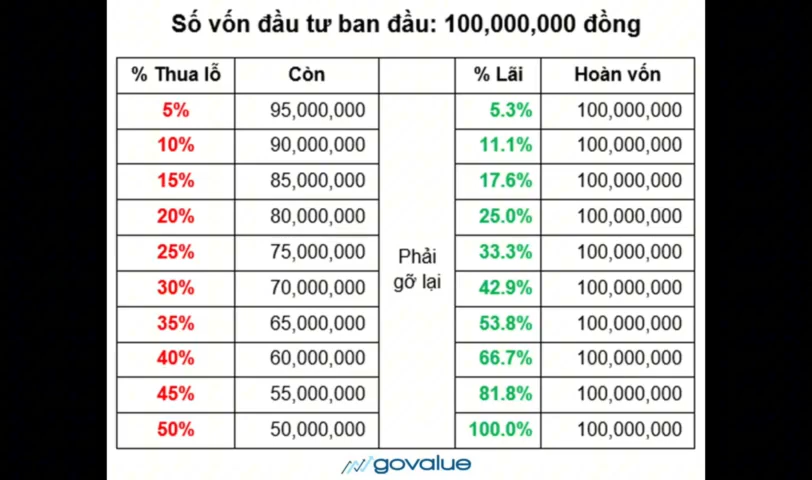 Số vốn đầu tư ban đầu: 100,000,000 đồng
% Thua lỗ Còn % Lãi Hoàn vốn
5% 95,000,000 5.3% 100,000,000
10% 90,000,000 11.1% 100,000,000
15% 85,000,000 17.6% 100,000,000
20% 80,000,000 25.0% 100,000,000
25% 75,000,000 33.3% 100,000,000
Phải
gỡ lại
30% 70,000,000 42.9% 100,000,000
35% 65,000,000 53.8% 100,000,000
40% 60,000,000 66.7% 100,000,000
45% 55,000,000 81.8% 100,000,000
50% 50,000,000 100.0% 100,000,000
govalue